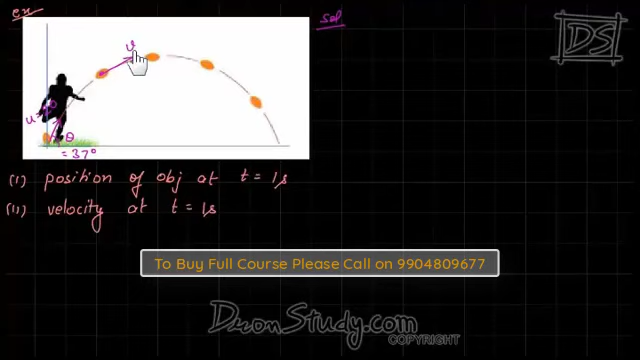 ex
sol
DS
v
u =
θ
= 37°
(i) position of obj at t = 1s
(ii) velocity at t = 1s
To Buy Full Course Please Call on 9904809677
DronStudy.com
COPYRIGHT